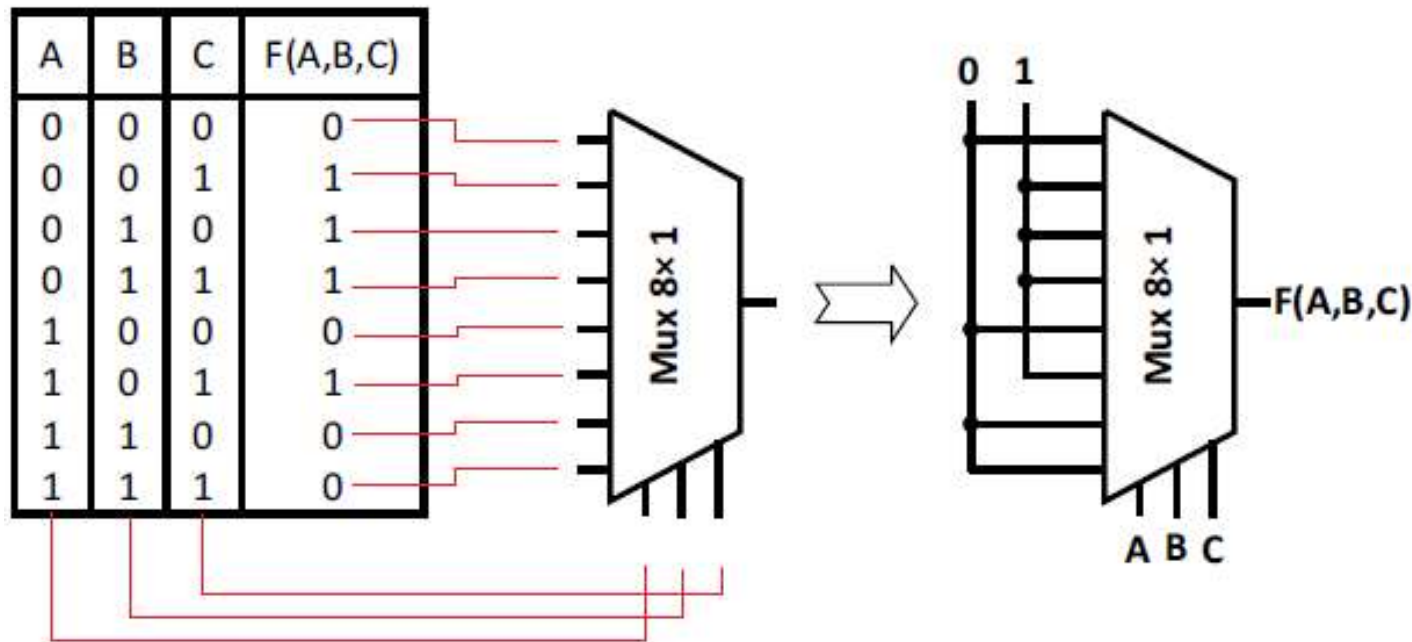 A B C F(A,B,C)
0 0 0 0
0 0 1 1
0 1 0 1
0 1 1 1
1 0 0 0
1 0 1 1
1 1 0 0
1 1 1 0
Mux 8× 1
0 1
Mux 8× 1
F(A,B,C)
A B C